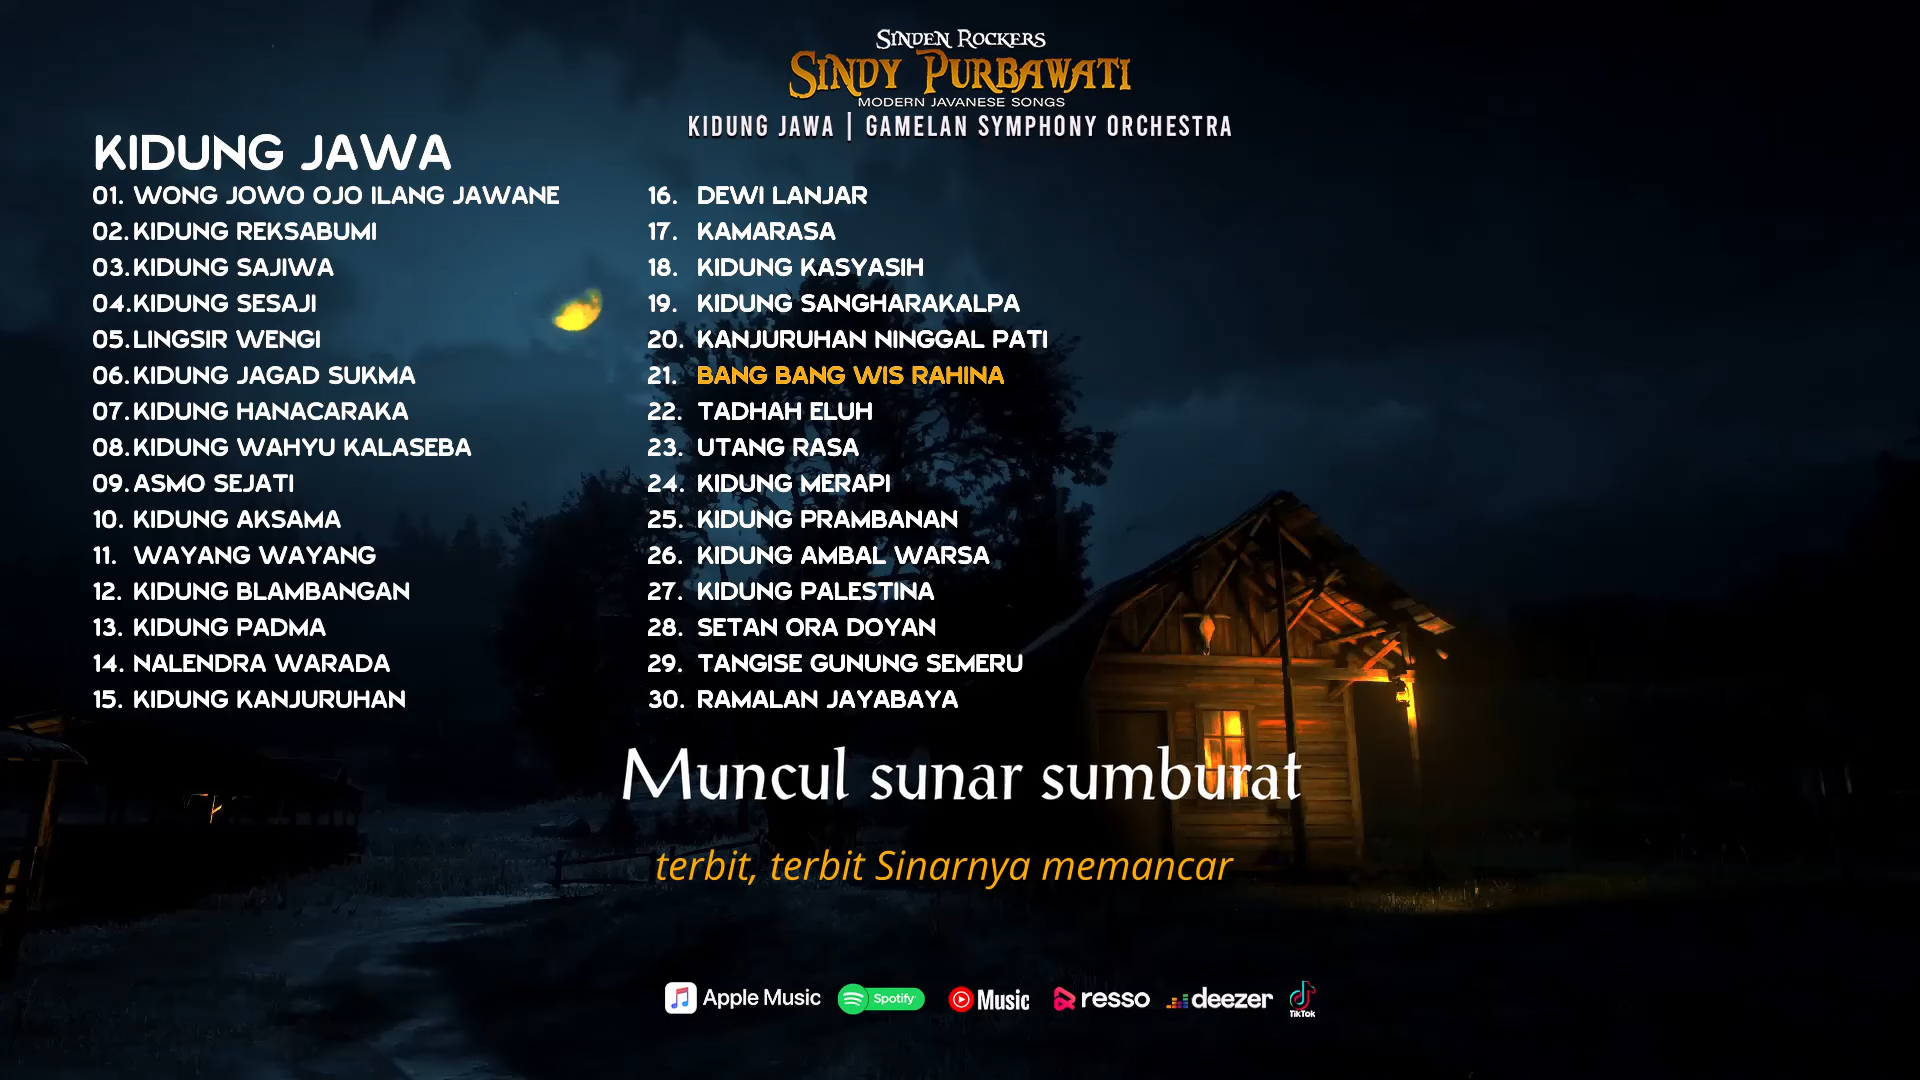 SINDEN ROCKERS
SINDY PURBAWATI
MODERN JAVANESE SONGS
KIDUNG JAWA | GAMELAN SYMPHONY ORCHESTRA
KIDUNG JAWA
01. WONG JOWO OJO ILANG JAWANE
02. KIDUNG REKSABUMI
03. KIDUNG SAJIWA
04. KIDUNG SESAJI
05. LINGSIR WENGI
06. KIDUNG JAGAD SUKMA
07. KIDUNG HANACARAKA
08. KIDUNG WAHYU KALASEBA
09. ASMO SEJATI
10. KIDUNG AKSAMA
11. WAYANG WAYANG
12. KIDUNG BLAMBANGAN
13. KIDUNG PADMA
14. NALENDRA WARADA
15. KIDUNG KANJURUHAN
16. DEWI LANJAR
17. KAMARASA
18. KIDUNG KASYASIH
19. KIDUNG SANGHARAKALPA
20. KANJURUHAN NINGGAL PATI
21. BANG BANG WIS RAHINA
22. TADHAH ELUH
23. UTANG RASA
24. KIDUNG MERAPI
25. KIDUNG PRAMBANAN
26. KIDUNG AMBAL WARSA
27. KIDUNG PALESTINA
28. SETAN ORA DOYAN
29. TANGISE GUNUNG SEMERU
30. RAMALAN JAYABAYA
Muncul sunar sumburat
terbit, terbit Sinarnya memancar
Apple Music Spotify Music resso deezer TikTok